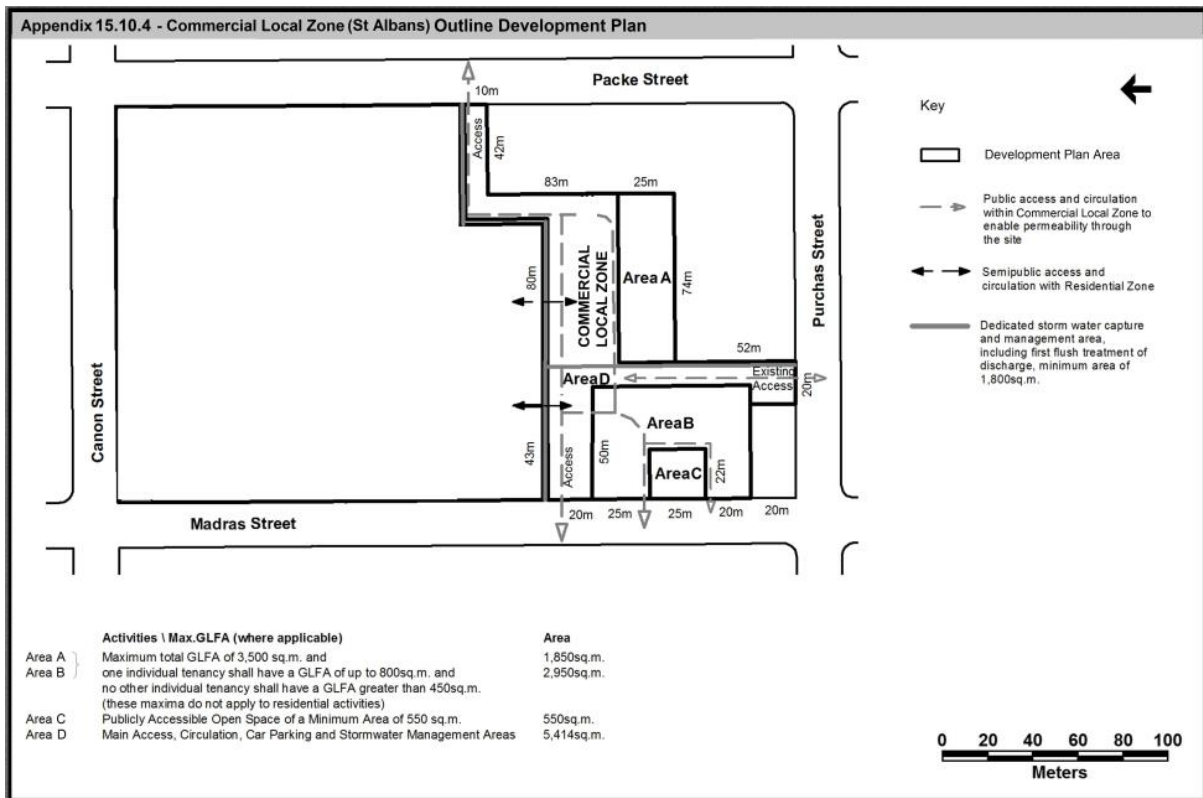 Appendix 15.10.4 - Commercial Local Zone (St Albans) Outline Development Plan
Packe Street
10m
Access
42m
83m
25m
80m
COMMERCIAL
LOCAL ZONE
Area A
74m
52m
Area D
Existing
Access
20m
Area B
43m
Access
50m
Area C
22m
20m
25m
25m
20m
20m
Canon Street
Madras Street
Purchas Street
Key
Development Plan Area
Public access and circulation
within Commercial Local Zone to
enable permeability through
the site
Semipublic access and
circulation with Residential Zone
Dedicated storm water capture
and management area,
including first flush treatment of
discharge, minimum area of
1,800sq.m.
Activities \ Max.GLFA (where applicable) Area
Area A Maximum total GLFA of 3,500 sq.m. and 1,850sq.m.
Area B one individual tenancy shall have a GLFA of up to 800sq.m. and 2,950sq.m.
no other individual tenancy shall have a GLFA greater than 450sq.m.
(these maxima do not apply to residential activities)
Area C Publicly Accessible Open Space of a Minimum Area of 550 sq.m. 550sq.m.
Area D Main Access, Circulation, Car Parking and Stormwater Management Areas 5,414sq.m.
0 20 40 60 80 100
Meters